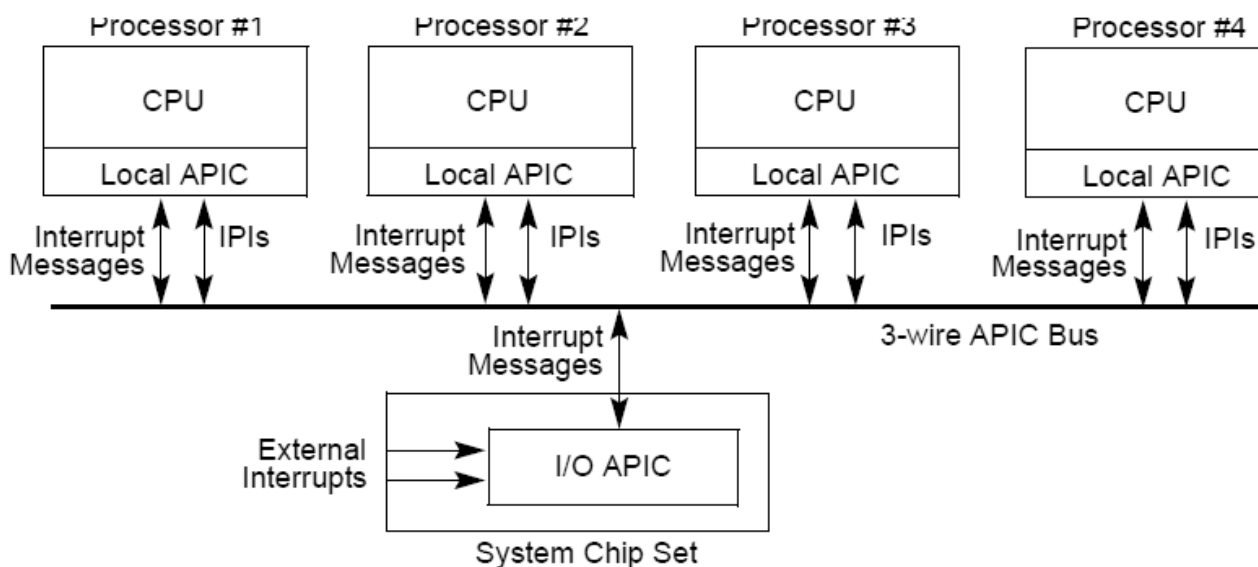 Processor #1
Processor #2
Processor #3
Processor #4
CPU
CPU
CPU
CPU
Local APIC
Local APIC
Local APIC
Local APIC
Interrupt
Messages
IPIs
Interrupt
Messages
IPIs
Interrupt
Messages
IPIs
Interrupt
Messages
IPIs
Interrupt
Messages
3-wire APIC Bus
External
Interrupts
I/O APIC
System Chip Set